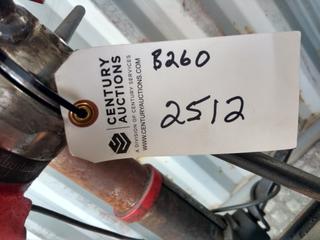 CENTURY
AUCTIONS
A DIVISION OF CENTURY SERVICES
WWW.CENTURYAUCTIONS.COM
B260
2512